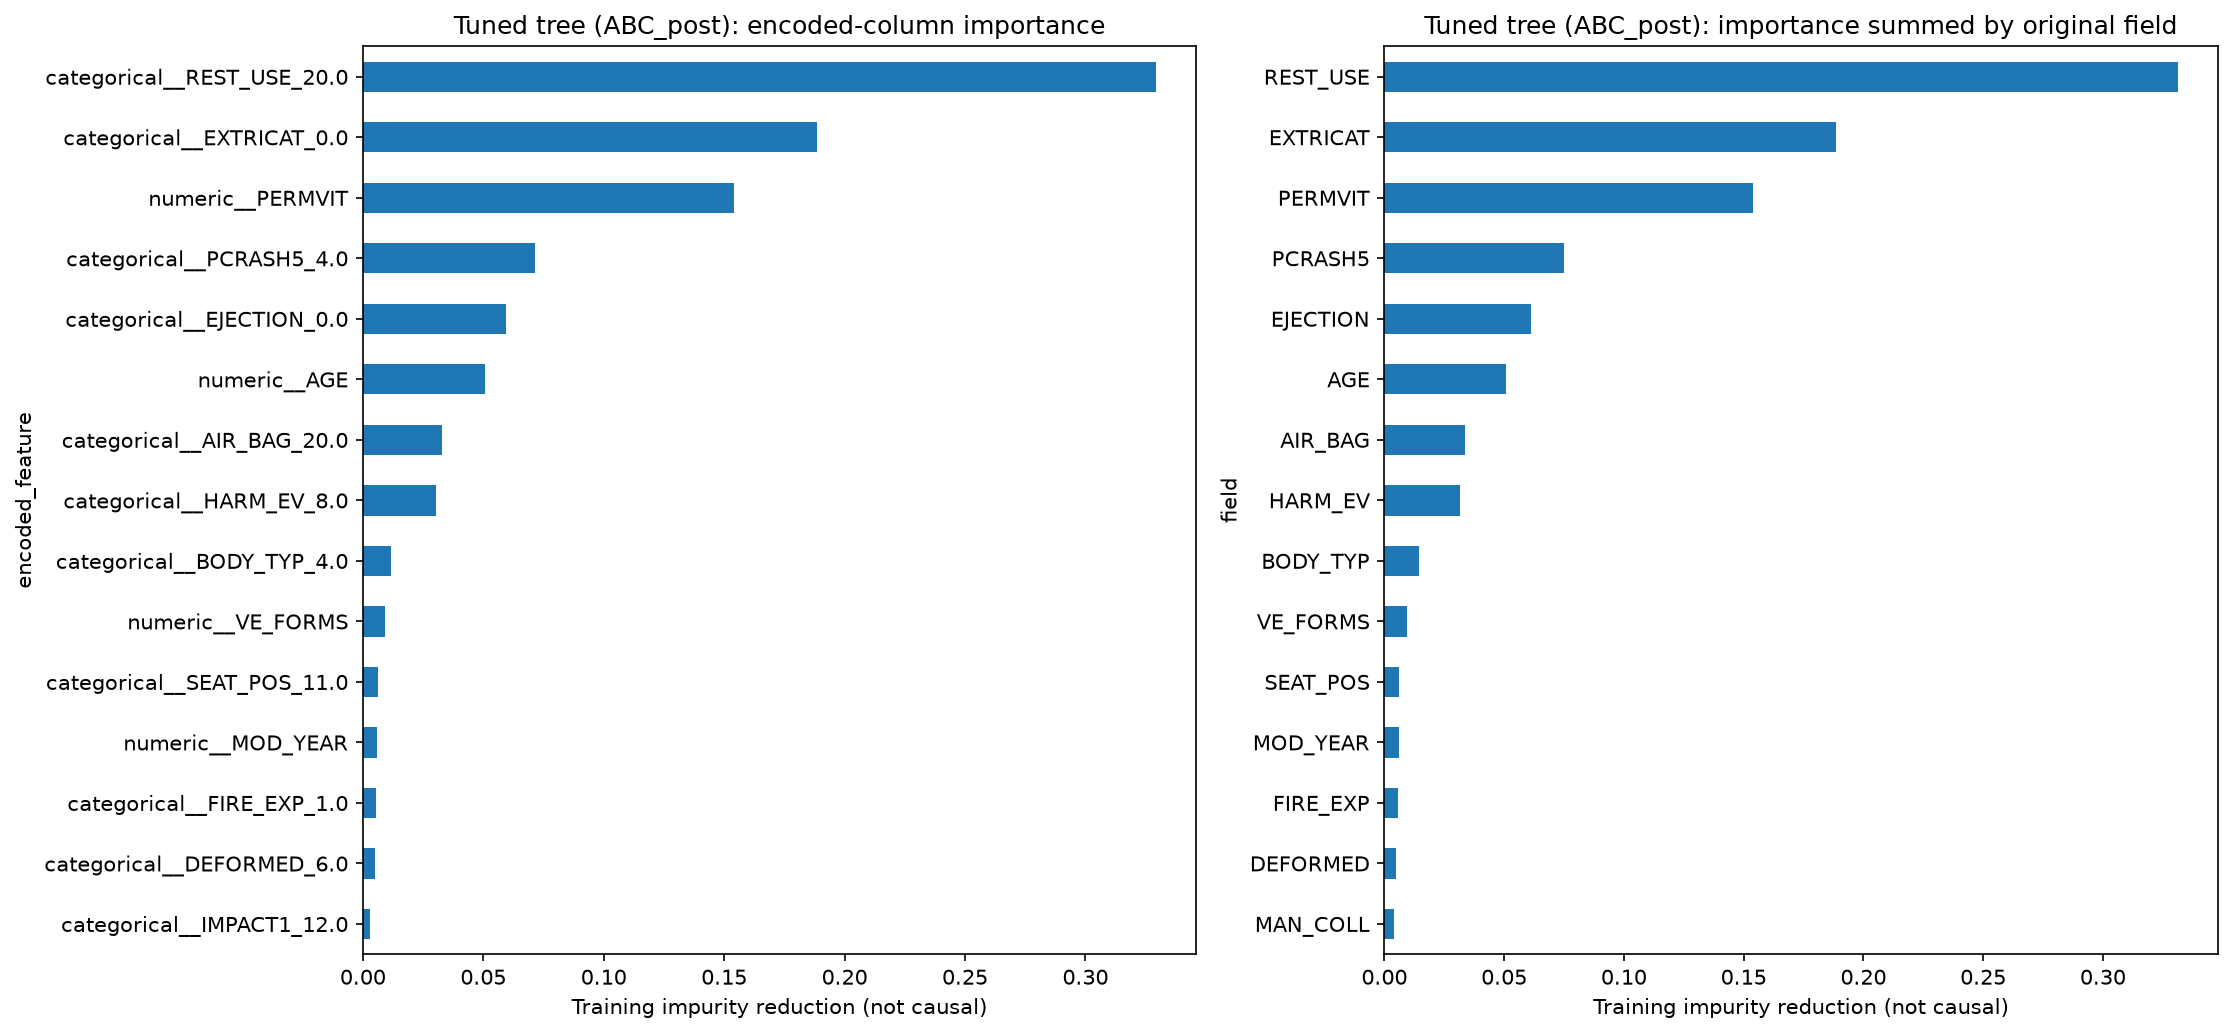 Tuned tree (ABC_post): encoded-column importance
encoded_feature
categorical__REST_USE_20.0
categorical__EXTRICAT_0.0
numeric__PERMVIT
categorical__PCRASH5_4.0
categorical__EJECTION_0.0
numeric__AGE
categorical__AIR_BAG_20.0
categorical__HARM_EV_8.0
categorical__BODY_TYP_4.0
numeric__VE_FORMS
categorical__SEAT_POS_11.0
numeric__MOD_YEAR
categorical__FIRE_EXP_1.0
categorical__DEFORMED_6.0
categorical__IMPACT1_12.0
0.00 0.05 0.10 0.15 0.20 0.25 0.30
Training impurity reduction (not causal)
Tuned tree (ABC_post): importance summed by original field
field
REST_USE
EXTRICAT
PERMVIT
PCRASH5
EJECTION
AGE
AIR_BAG
HARM_EV
BODY_TYP
VE_FORMS
SEAT_POS
MOD_YEAR
FIRE_EXP
DEFORMED
MAN_COLL
0.00 0.05 0.10 0.15 0.20 0.25 0.30
Training impurity reduction (not causal)